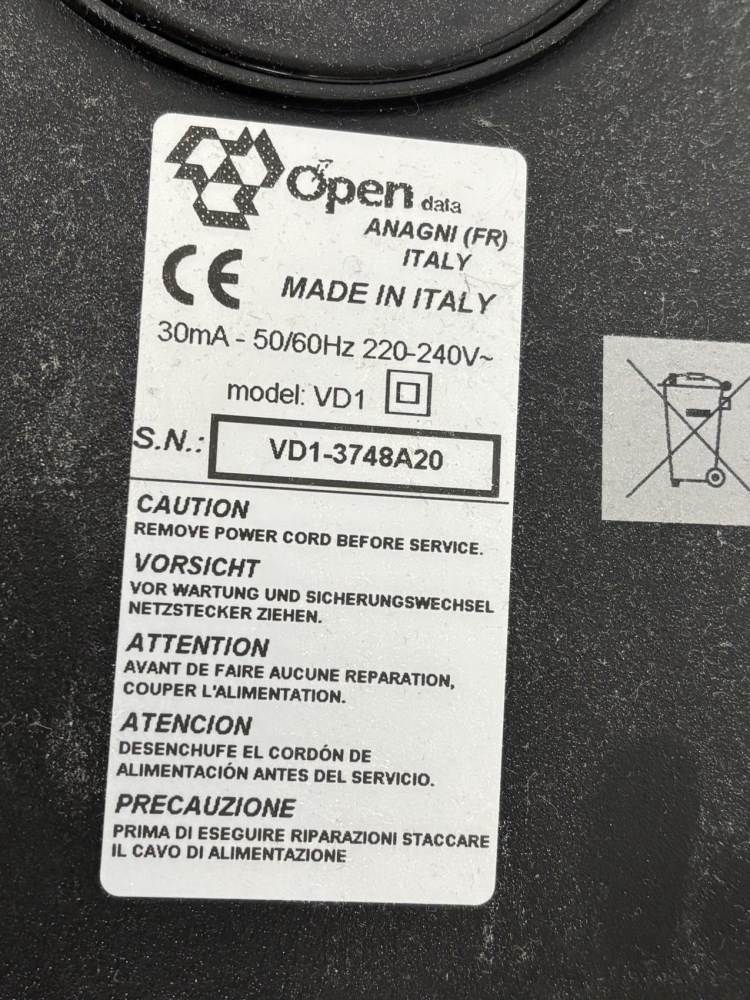 Open data
ANAGNI (FR)
ITALY
CE
MADE IN ITALY
30mA - 50/60Hz 220-240V~
model: VD1
S.N.: VD1-3748A20
CAUTION
REMOVE POWER CORD BEFORE SERVICE.
VORSICHT
VOR WARTUNG UND SICHERUNGSWECHSEL
NETZSTECKER ZIEHEN.
ATTENTION
AVANT DE FAIRE AUCUNE REPARATION,
COUPER L'ALIMENTATION.
ATENCION
DESENCHUFE EL CORDÓN DE
ALIMENTACIÓN ANTES DEL SERVICIO.
PRECAUZIONE
PRIMA DI ESEGUIRE RIPARAZIONI STACCARE
IL CAVO DI ALIMENTAZIONE